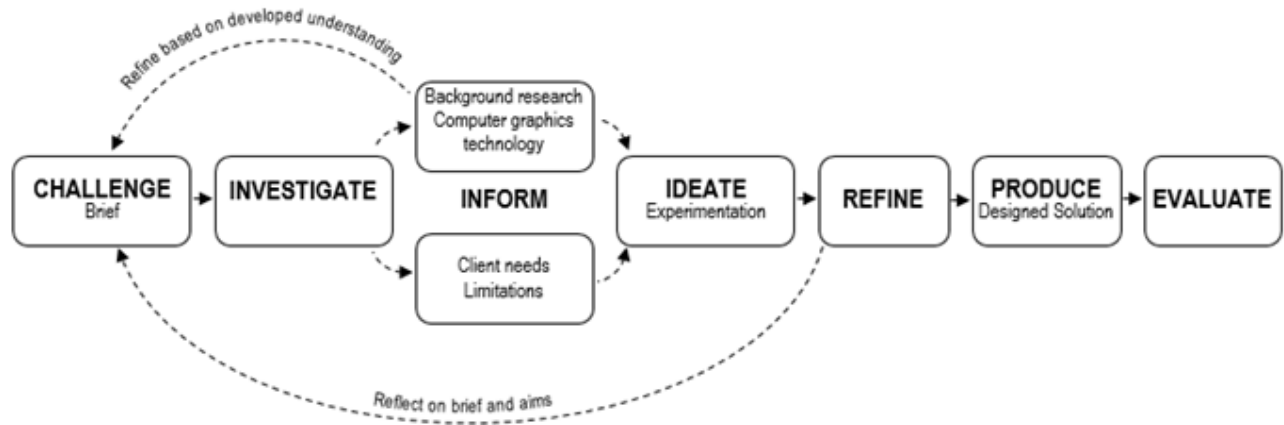 Refine based on developed understanding
Background research
Computer graphics
technology
CHALLENGE
Brief
INVESTIGATE
INFORM
IDEATE
Experimentation
REFINE
PRODUCE
Designed Solution
EVALUATE
Client needs
Limitations
Reflect on brief and aims